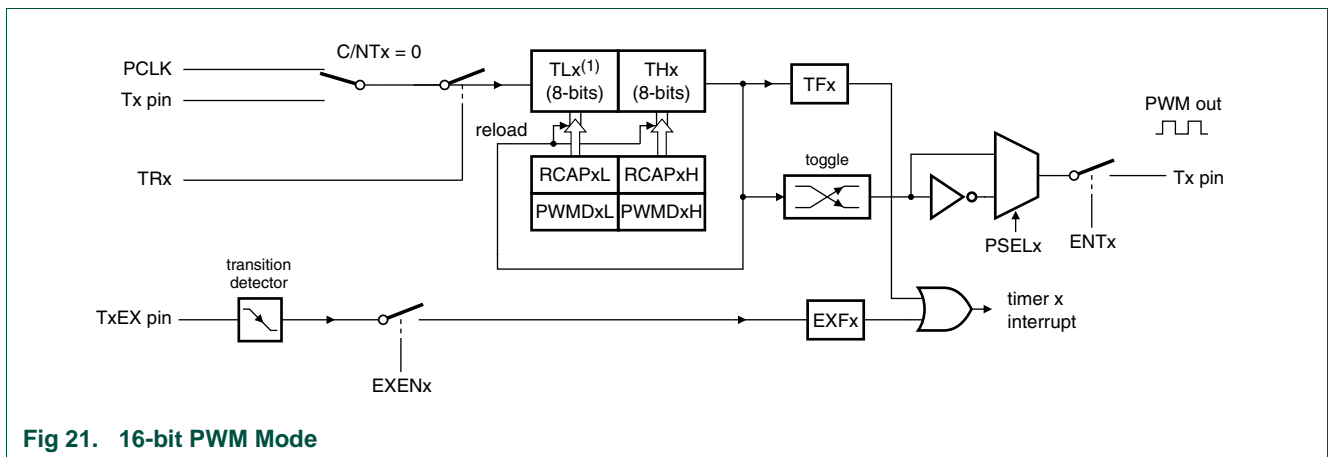 C/NTx = 0
PCLK
Tx pin
TRx
TLx(1)
(8-bits)
THx
(8-bits)
reload
RCAPxL
RCAPxH
PWMDxL
PWMDxH
TFx
toggle
PWM out
Tx pin
PSELx
ENTx
transition
detector
TxEX pin
EXENx
EXFx
timer x
interrupt
Fig 21. 16-bit PWM Mode